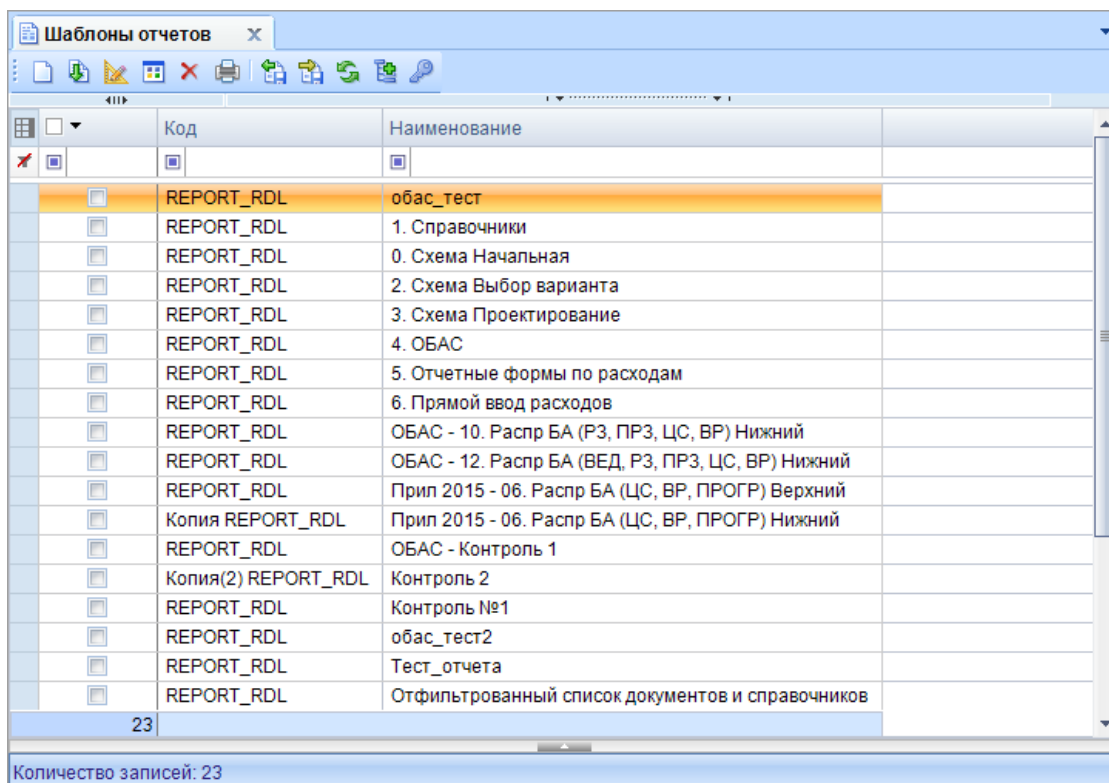 Шаблоны отчетов
Код Наименование
REPORT_RDL обас_тест
REPORT_RDL 1. Справочники
REPORT_RDL 0. Схема Начальная
REPORT_RDL 2. Схема Выбор варианта
REPORT_RDL 3. Схема Проектирование
REPORT_RDL 4. ОБАС
REPORT_RDL 5. Отчетные формы по расходам
REPORT_RDL 6. Прямой ввод расходов
REPORT_RDL ОБАС - 10. Распр БА (РЗ, ПРЗ, ЦС, ВР) Нижний
REPORT_RDL ОБАС - 12. Распр БА (ВЕД, РЗ, ПРЗ, ЦС, ВР) Нижний
REPORT_RDL Прил 2015 - 06. Распр БА (ЦС, ВР, ПРОГР) Верхний
Копия REPORT_RDL Прил 2015 - 06. Распр БА (ЦС, ВР, ПРОГР) Нижний
REPORT_RDL ОБАС - Контроль 1
Копия(2) REPORT_RDL Контроль 2
REPORT_RDL Контроль №1
REPORT_RDL обас_тест2
REPORT_RDL Тест_отчета
REPORT_RDL Отфильтрованный список документов и справочников
23
Количество записей: 23